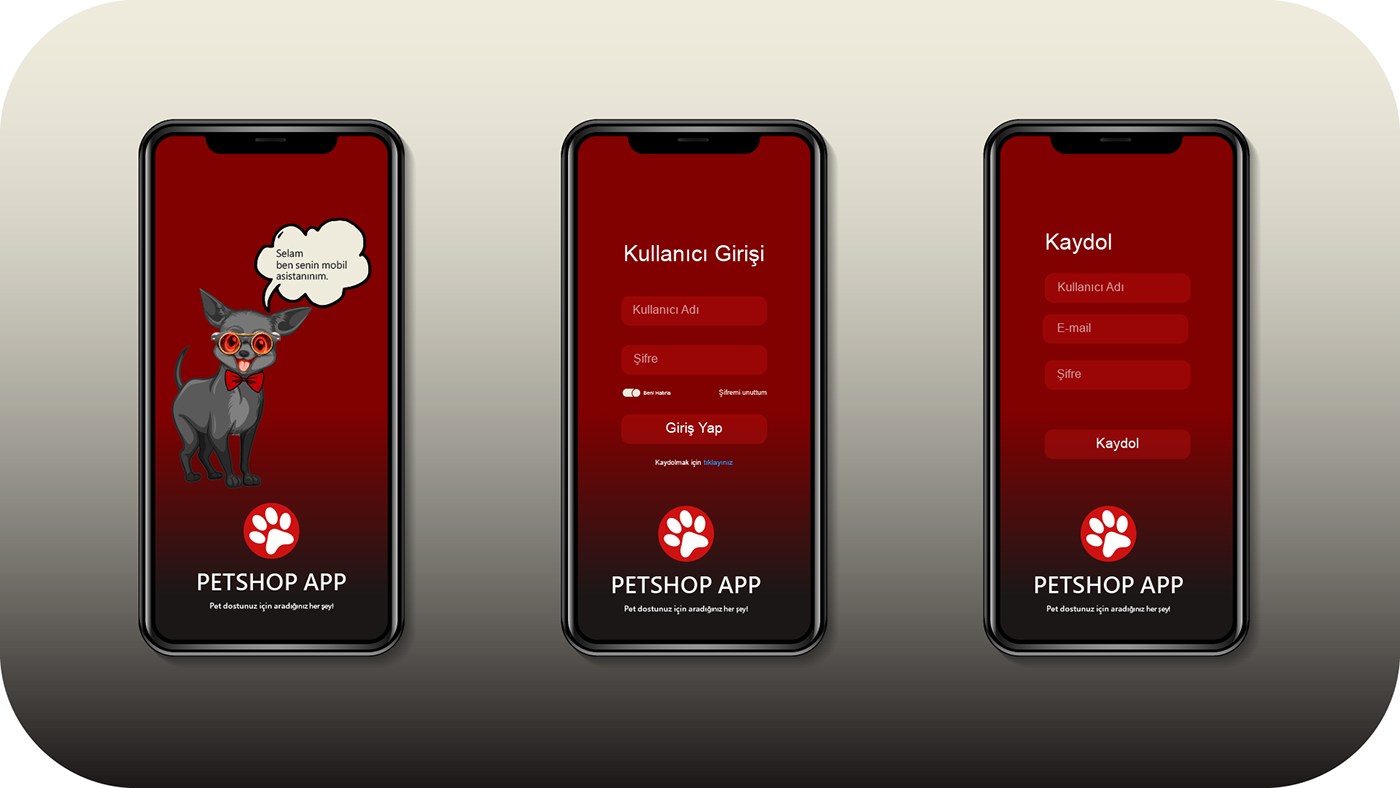 Selam
ben senin mobil
asistanınım.
PETSHOP APP
Pet dostunuz için aradığınız her şey!
Kullanıcı Girişi
Kullanıcı Adı
Şifre
Beni Hatırla
Şifremi unuttum
Giriş Yap
Kaydolmak için tıklayınız
PETSHOP APP
Pet dostunuz için aradığınız her şey!
Kaydol
Kullanıcı Adı
E-mail
Şifre
Kaydol
PETSHOP APP
Pet dostunuz için aradığınız her şey!